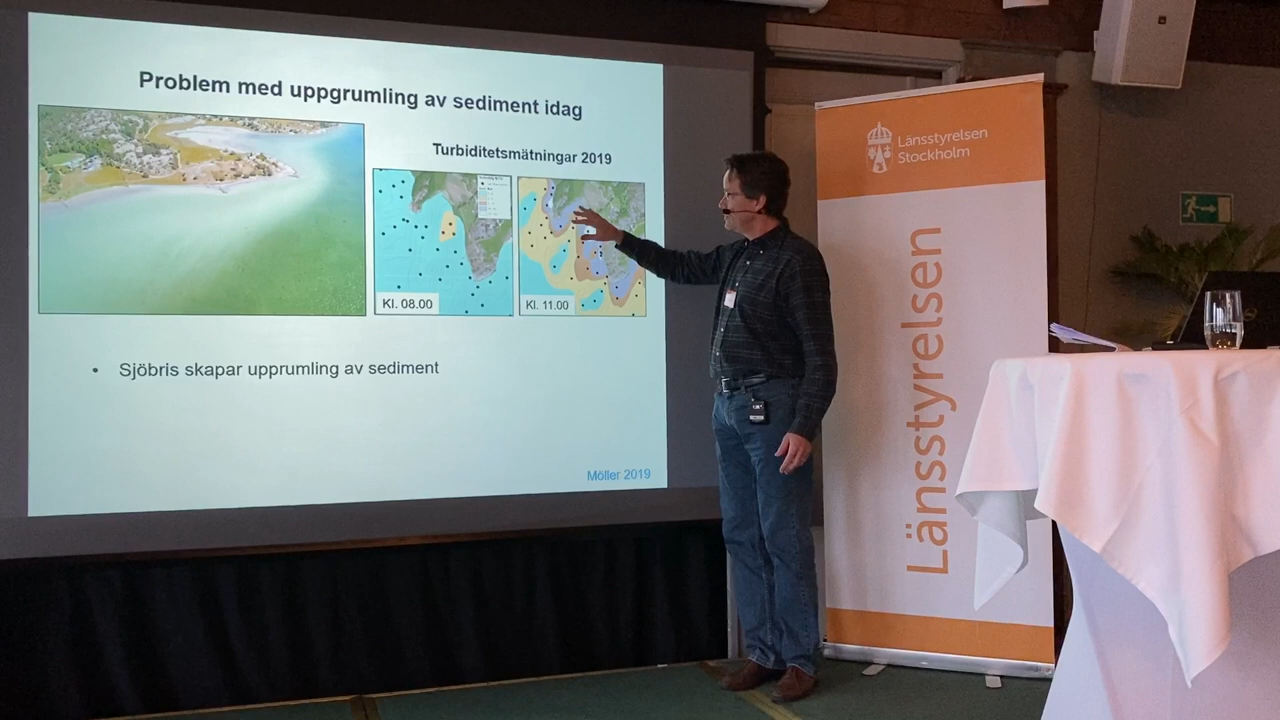 Problem med uppgrumling av sediment idag
Turbiditetsmätningar 2019
Kl. 08.00
Kl. 11.00
• Sjöbris skapar upprumling av sediment
Möller 2019
Länsstyrelsen
Stockholm
Länsstyrelsen